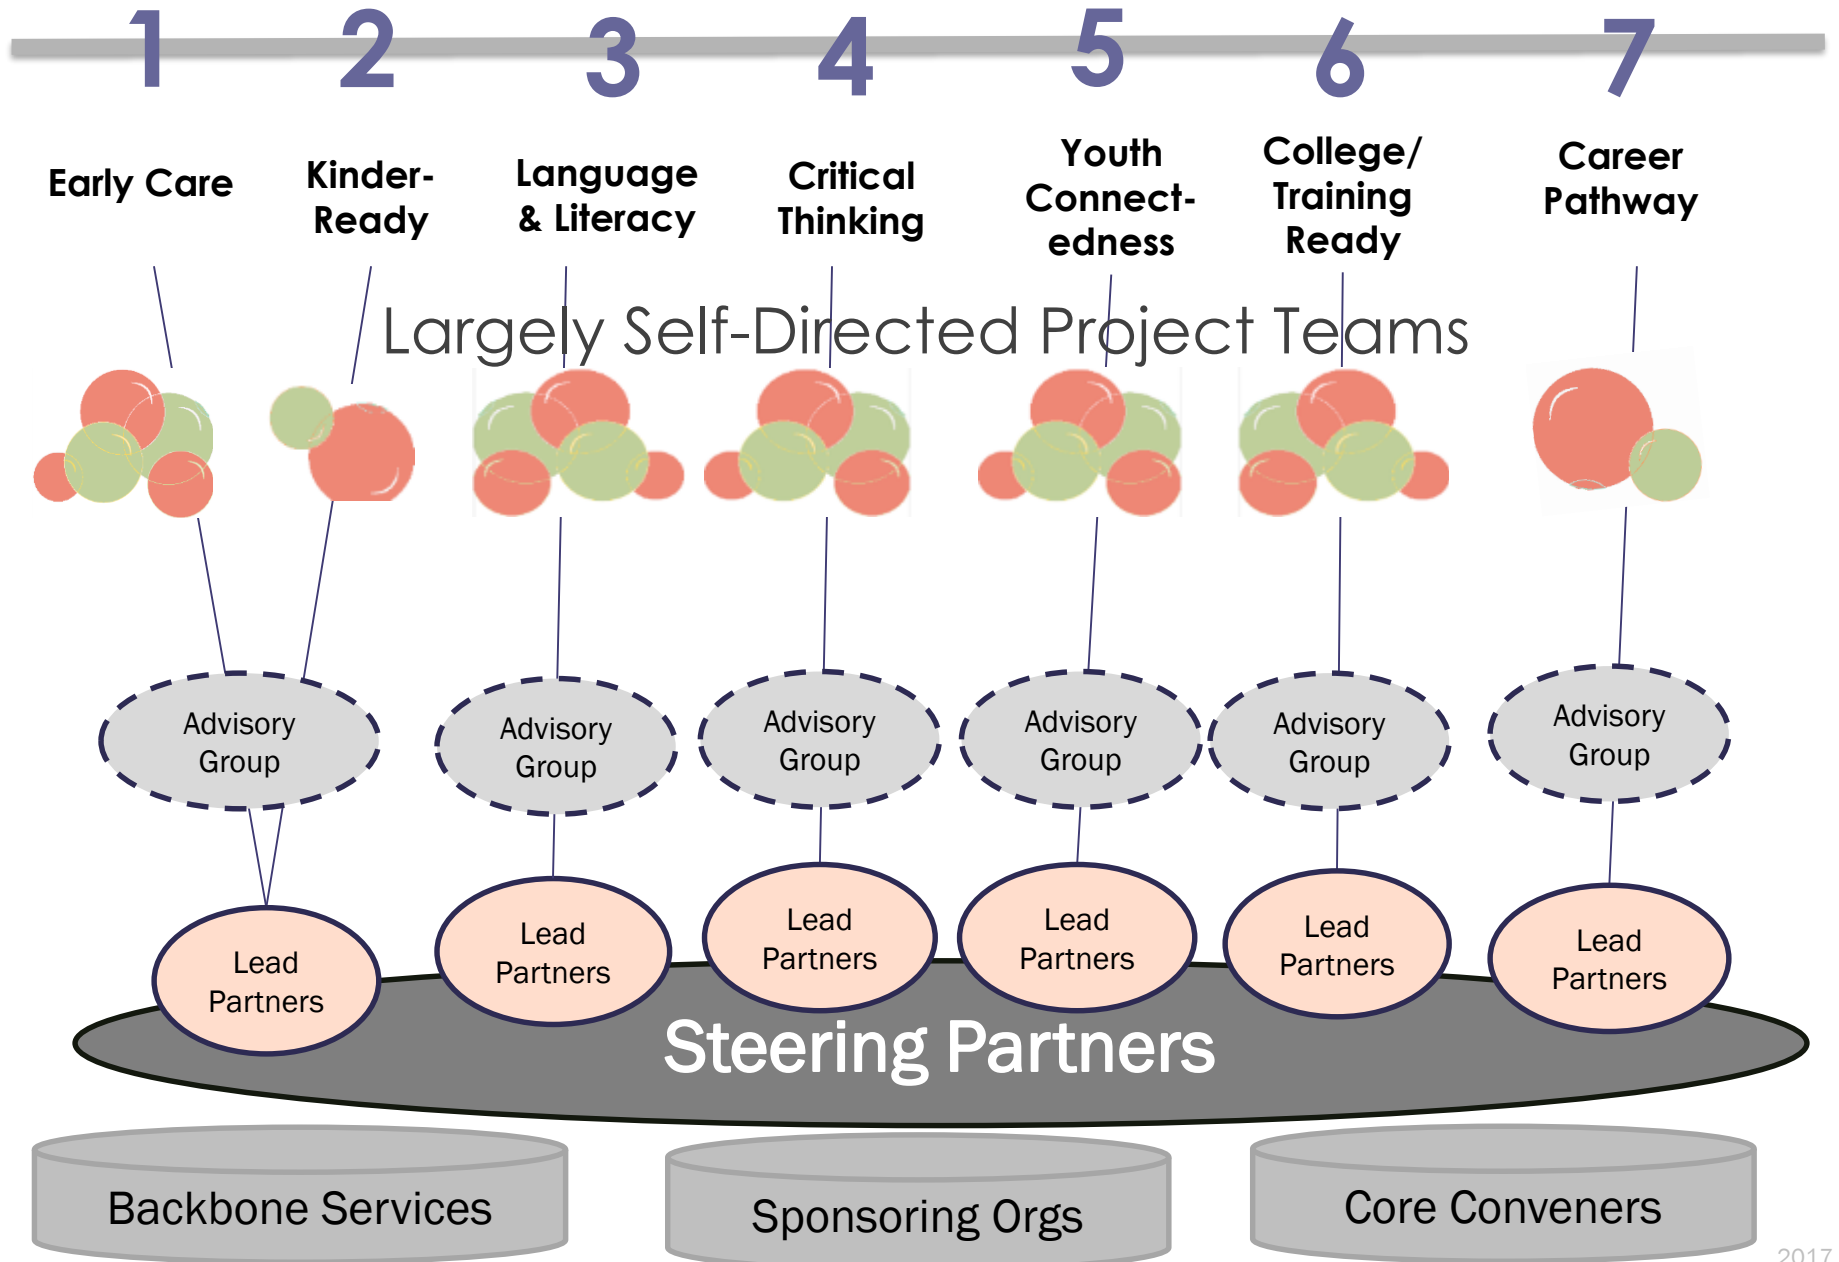 1 2 3 4 5 6 7
Early Care
Kinder-
Ready
Language
& Literacy
Critical
Thinking
Youth
Connect-
edness
College/
Training
Ready
Career
Pathway
Largely Self-Directed Project Teams
Advisory
Group
Advisory
Group
Advisory
Group
Advisory
Group
Advisory
Group
Advisory
Group
Lead
Partners
Lead
Partners
Lead
Partners
Lead
Partners
Lead
Partners
Lead
Partners
Steering Partners
Backbone Services
Sponsoring Orgs
Core Conveners
2017